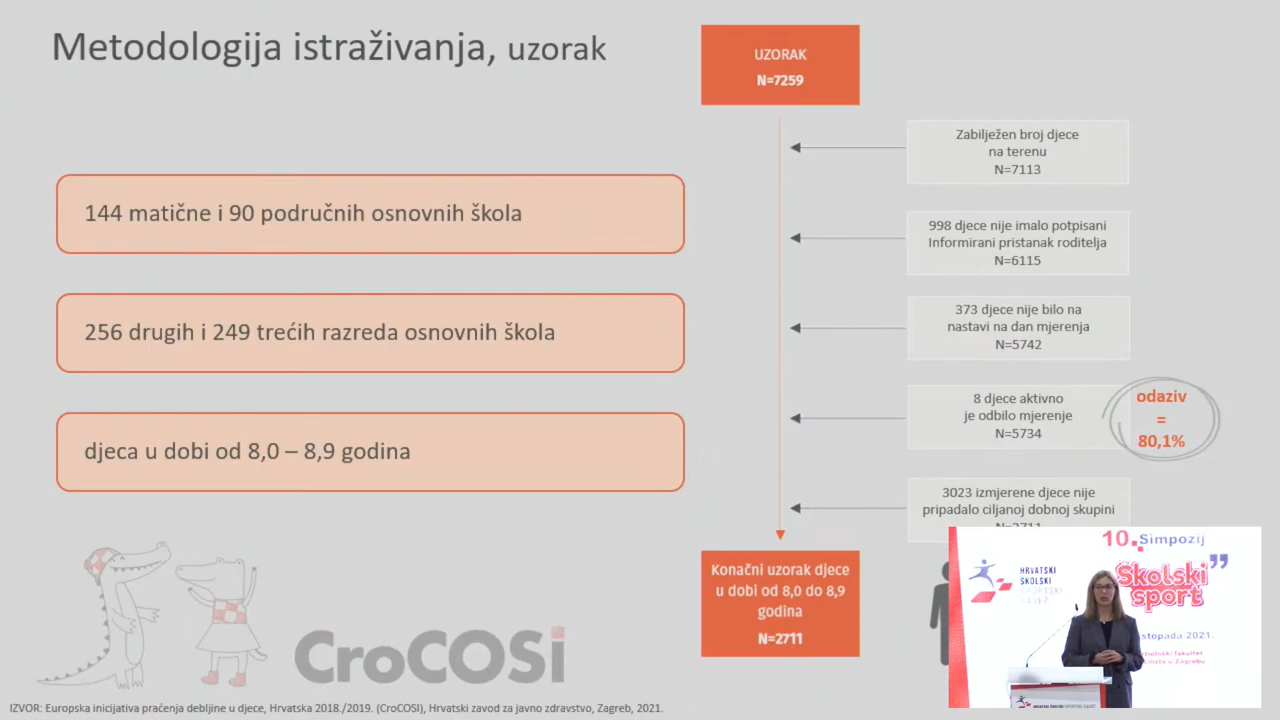 Metodologija istraživanja, uzorak
144 matične i 90 područnih osnovnih škola
256 drugih i 249 trećih razreda osnovnih škola
djeca u dobi od 8,0 – 8,9 godina
UZORAK
N=7259
Zabilježen broj djece
na terenu
N=7113
998 djece nije imalo potpisani
Informirani pristanak roditelja
N=6115
373 djece nije bilo na
nastavi na dan mjerenja
N=5742
8 djece aktivno
je odbilo mjerenje
N=5734
odaziv
=
80,1%
3023 izmjerene djece nije
pripadalo ciljanoj dobnoj skupini
N=2711
Konačni uzorak djece
u dobi od 8,0 do 8,9
godina
N=2711
CroCOSi
IZVOR: Europska inicijativa praćenja debljine u djece, Hrvatska 2018./2019. (CroCOSI), Hrvatski zavod za javno zdravstvo, Zagreb, 2021.
10. Simpozij
Školski
sport
HRVATSKI
ŠKOLSKI
SPORTSKI
SAVEZ
istopada 2021.